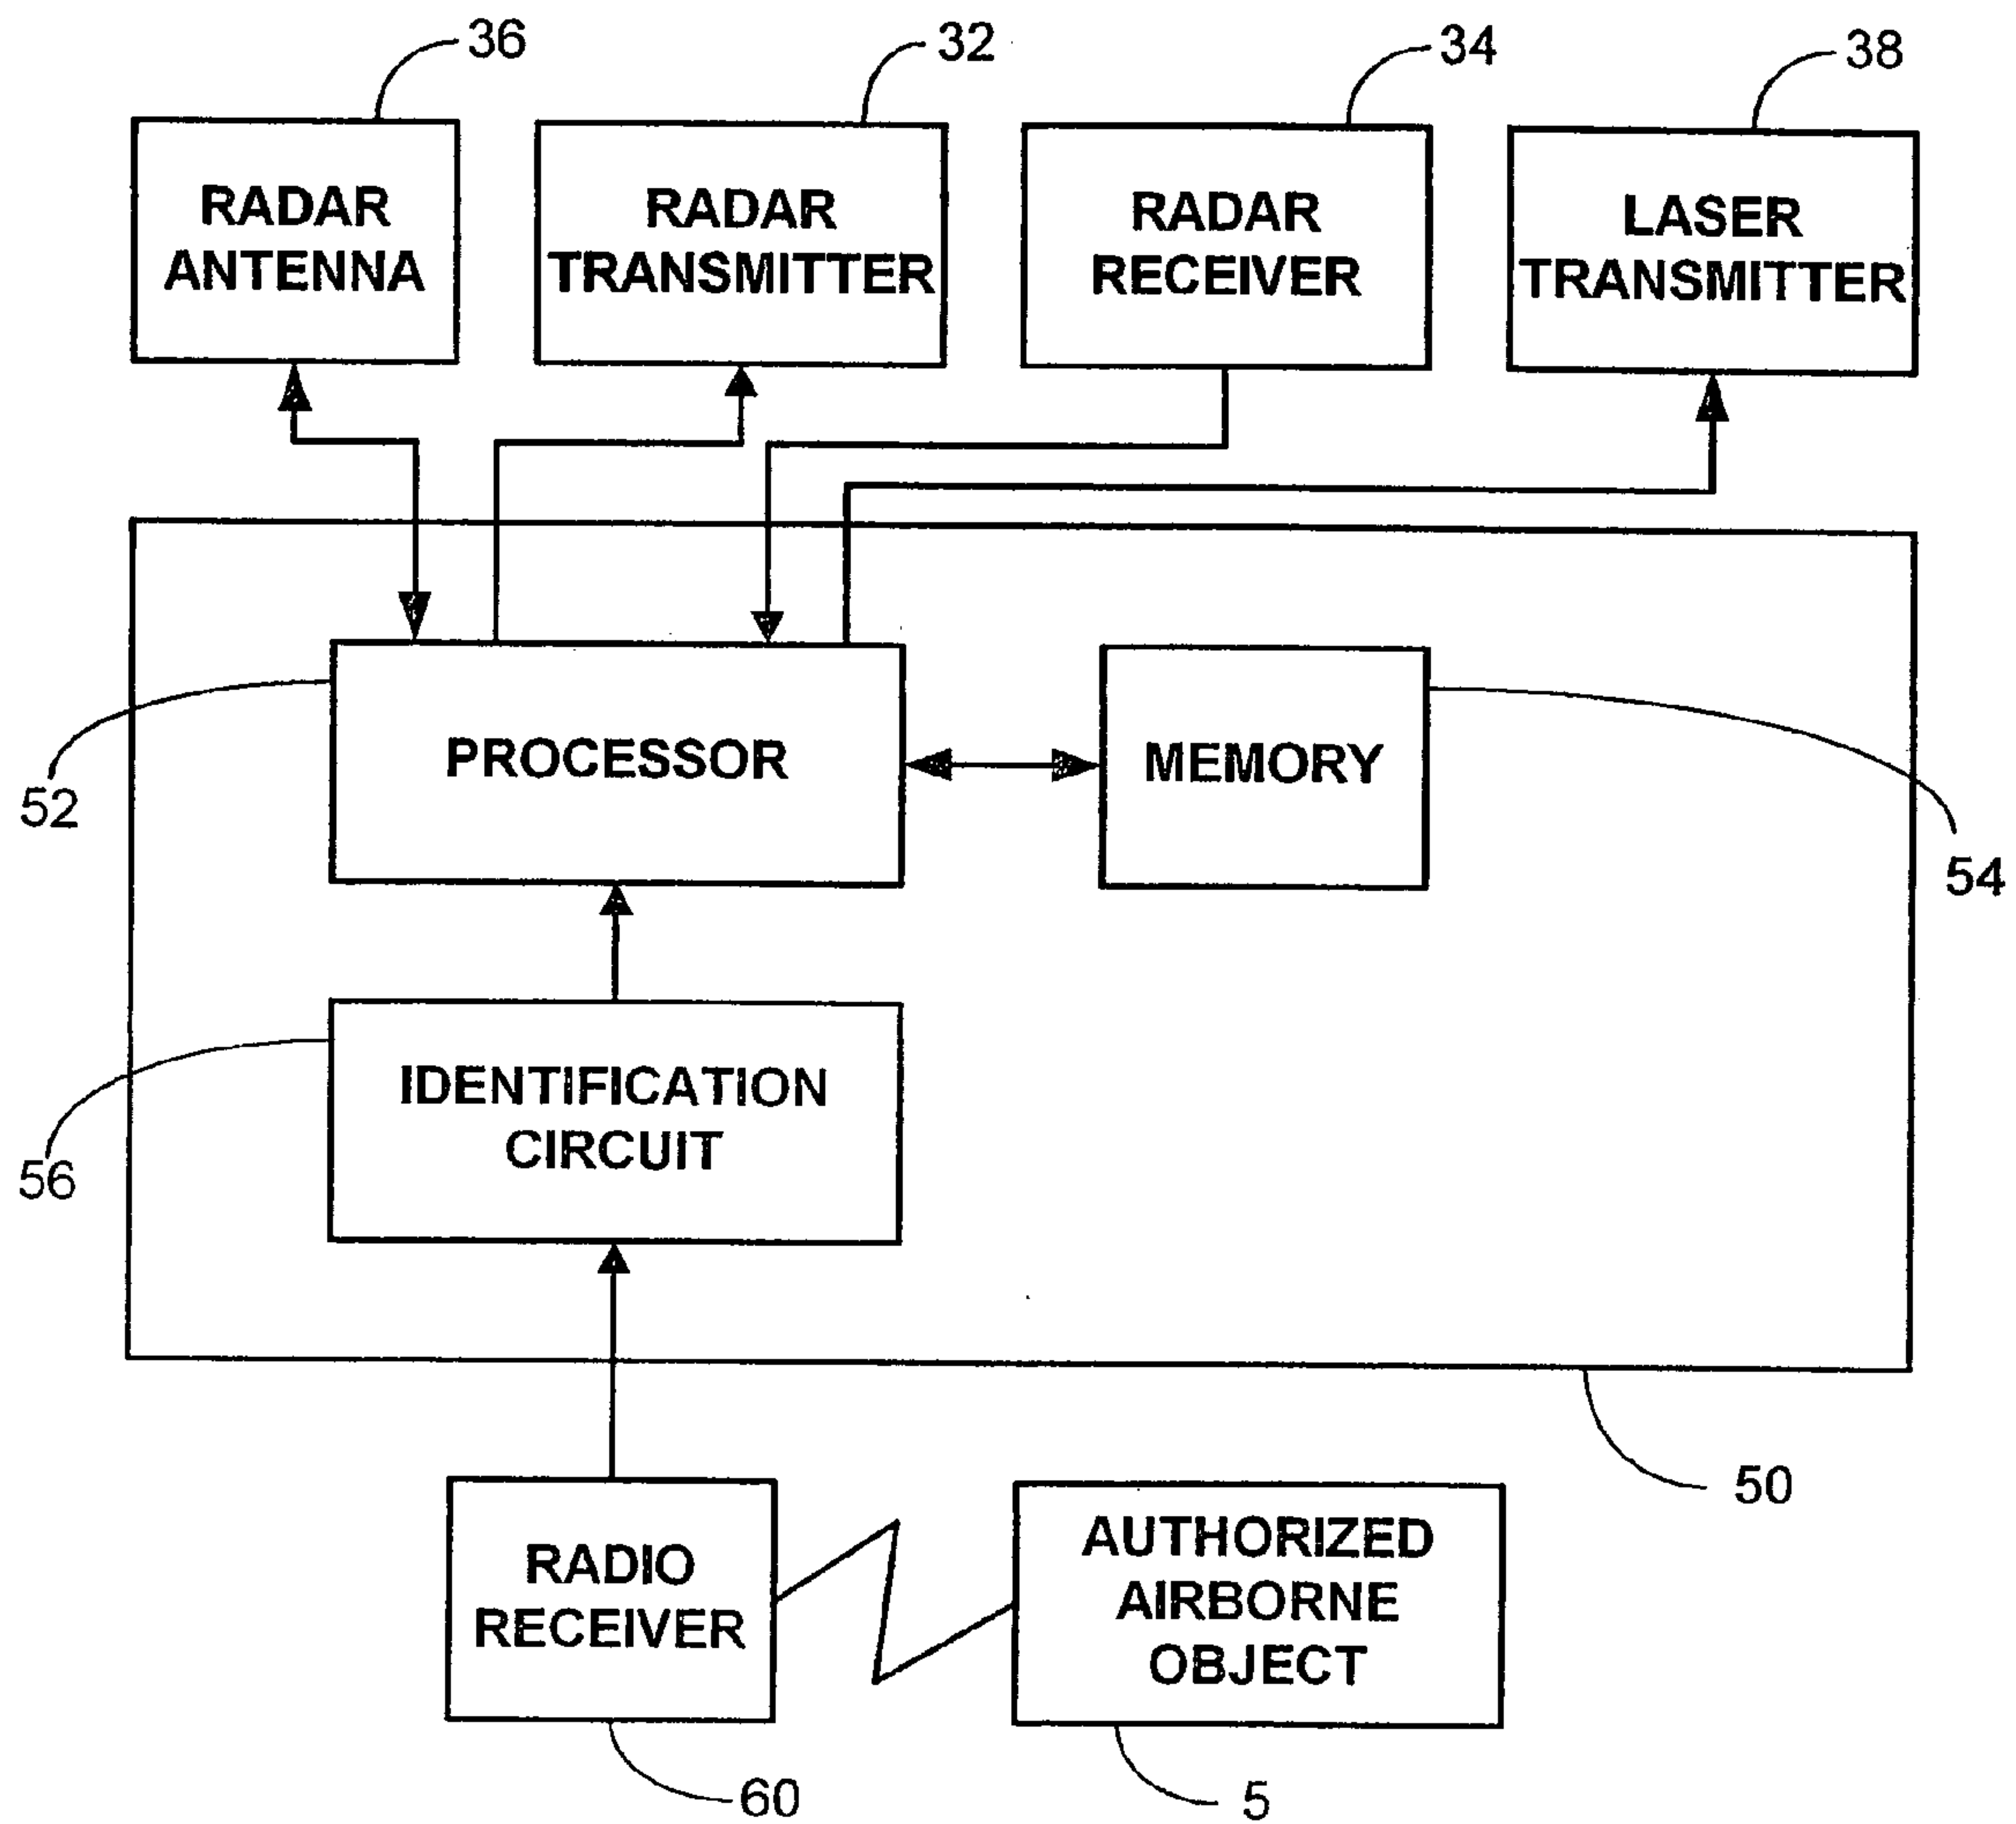 36
32
34
38
RADAR
ANTENNA
RADAR
TRANSMITTER
RADAR
RECEIVER
LASER
TRANSMITTER
PROCESSOR
MEMORY
52
54
IDENTIFICATION
CIRCUIT
56
50
RADIO
RECEIVER
AUTHORIZED
AIRBORNE
OBJECT
60
5